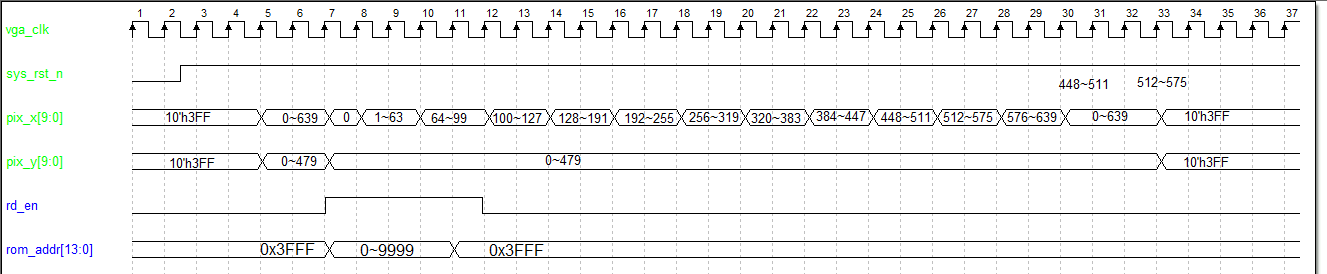 1 2 3 4 5 6 7 8 9 10 11 12 13 14 15 16 17 18 19 20 21 22 23 24 25 26 27 28 29 30 31 32 33 34 35 36 37
vga_clk
sys_rst_n
448~511 512~575
pix_x[9:0] 10'h3FF 0~639 0 1~63 64~99 100~127 128~191 192~255 256~319 320~383 384~447 448~511 512~575 576~639 0~639 10'h3FF
pix_y[9:0] 10'h3FF 0~479 0~479 10'h3FF
rd_en
rom_addr[13:0] 0x3FFF 0~9999 0x3FFF